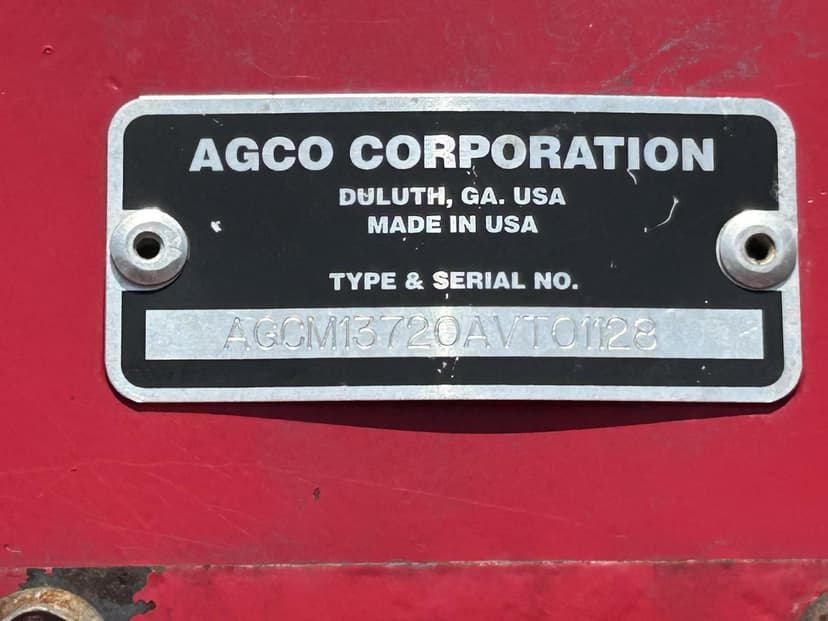 AGCO CORPORATION
DULUTH, GA. USA
MADE IN USA
TYPE & SERIAL NO.
AGCM13720AVT01128